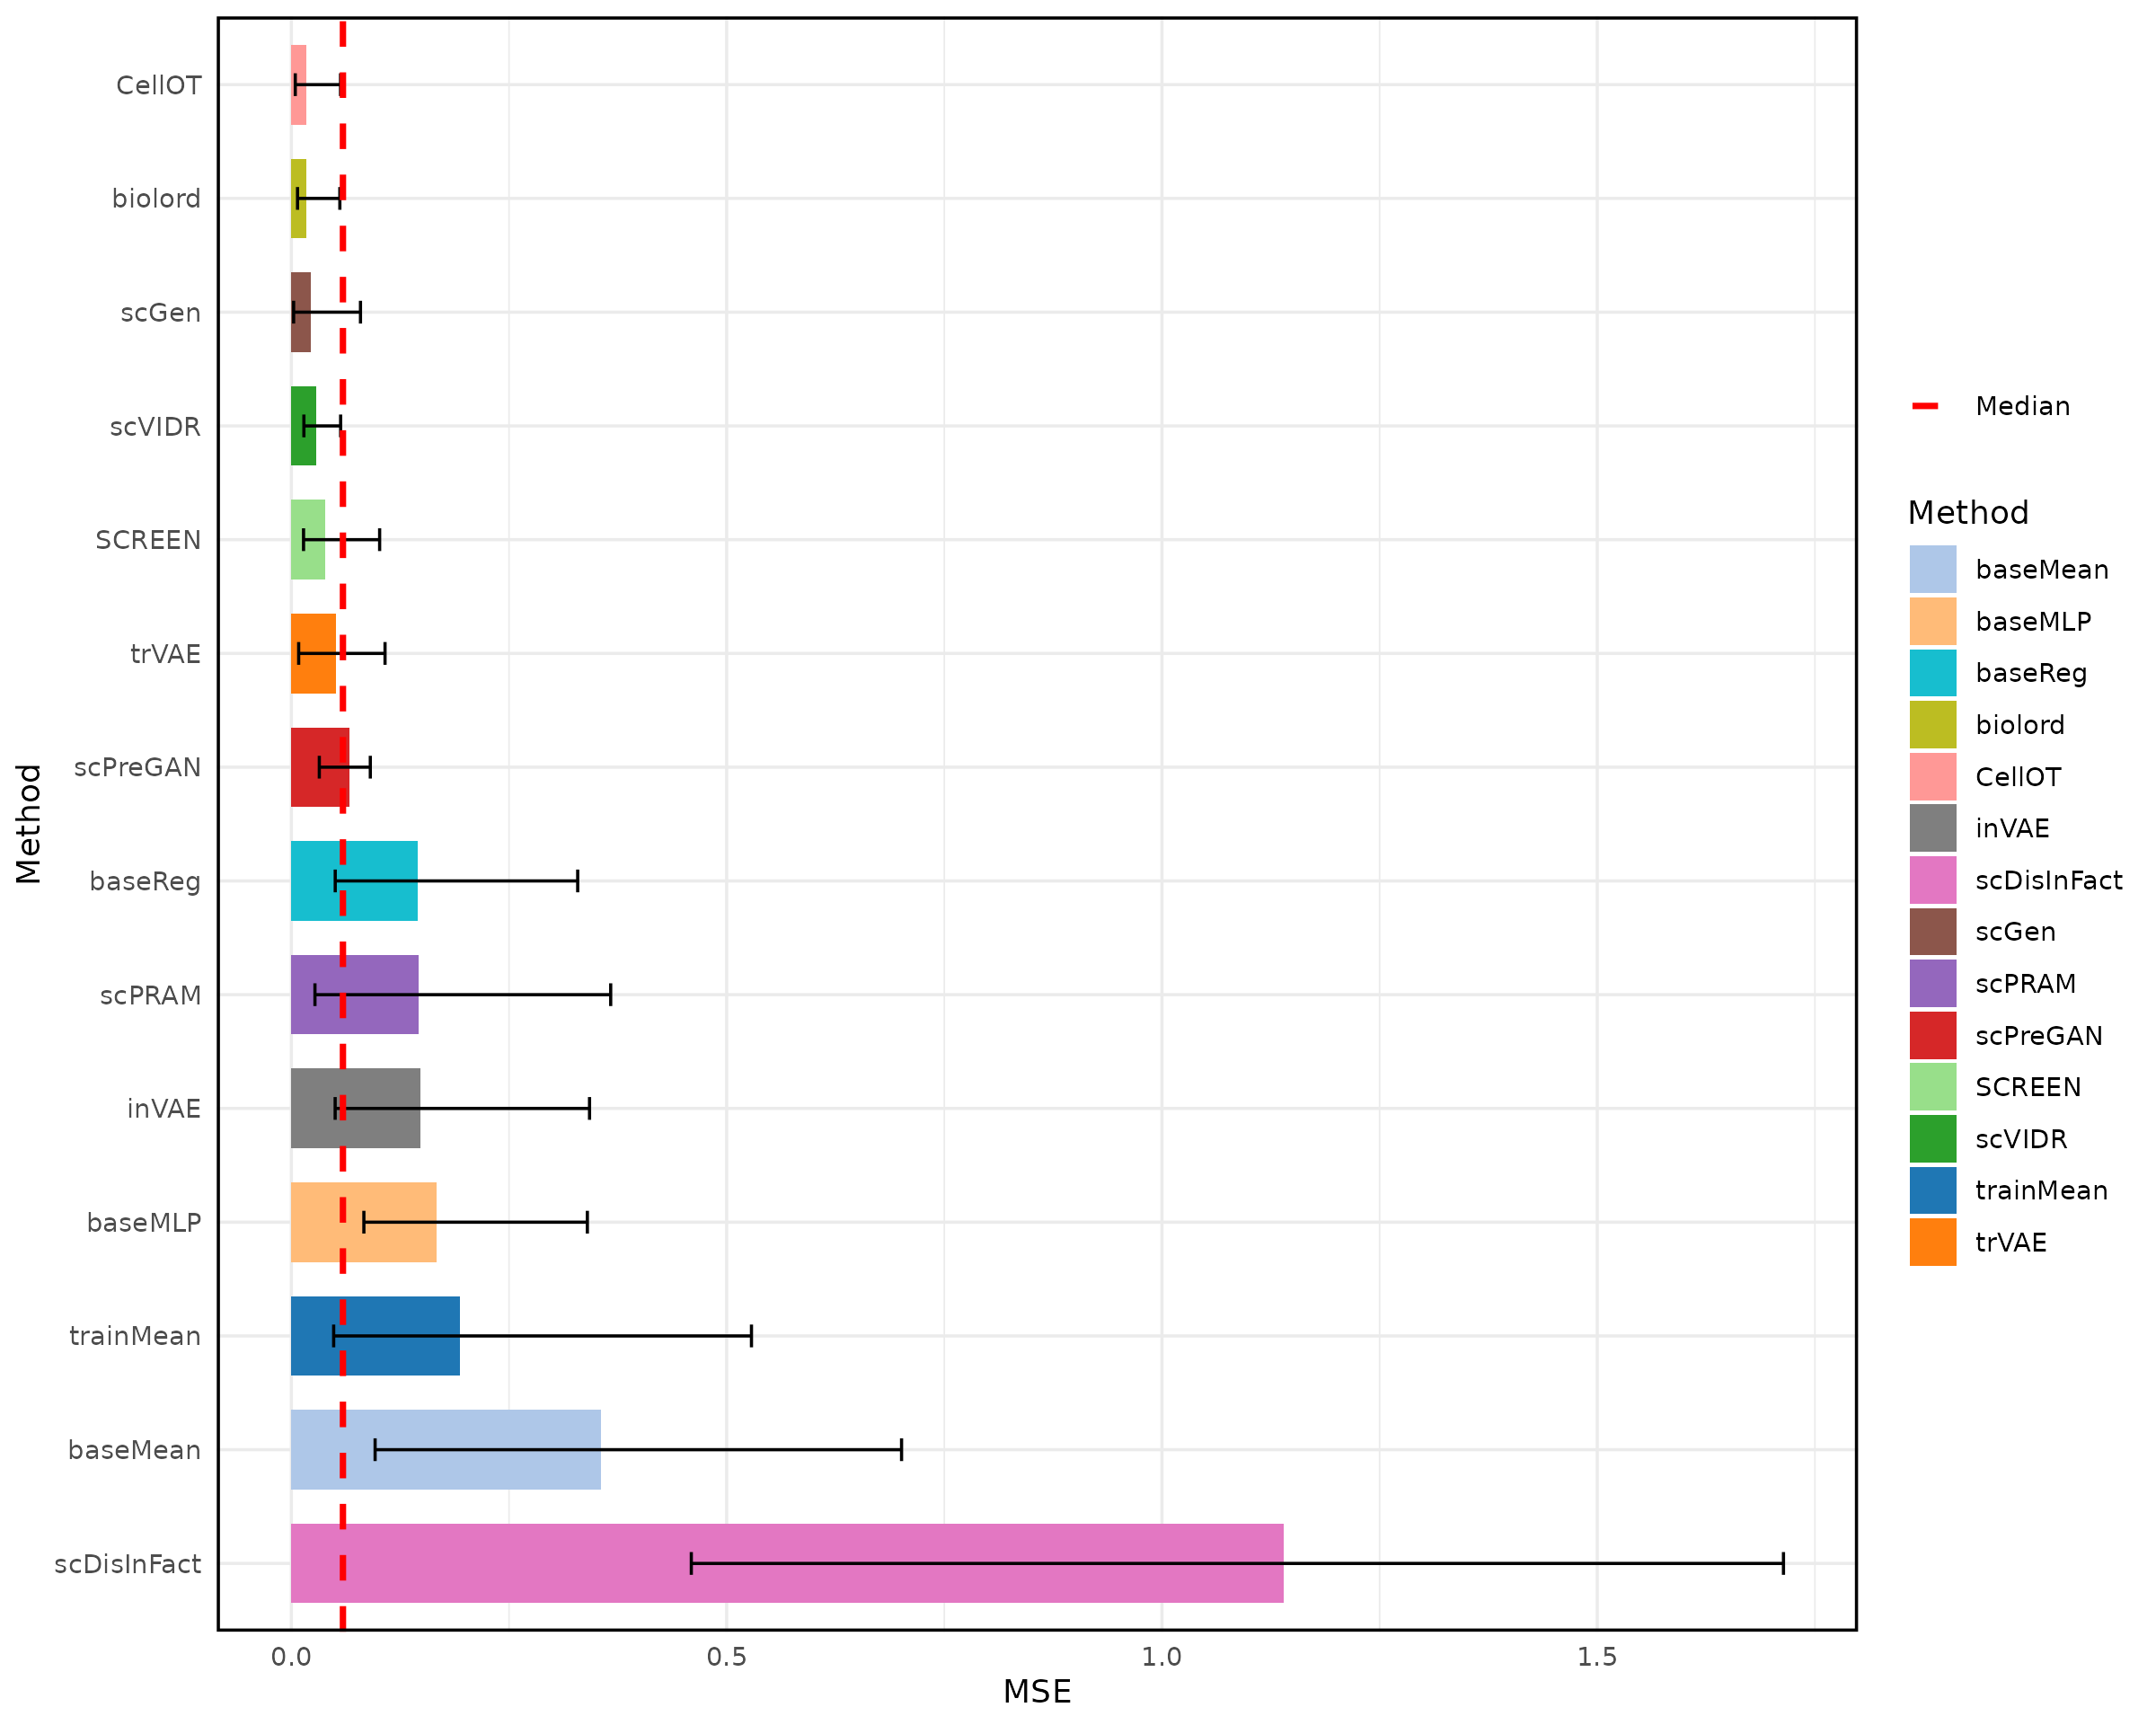 CellOT
biolord
scGen
scVIDR
SCREEN
trVAE
scPreGAN
baseReg
scPRAM
inVAE
baseMLP
trainMean
baseMean
scDisInFact
Method
0.0
0.5
1.0
1.5
MSE
Median
Method
baseMean
baseMLP
baseReg
biolord
CellOT
inVAE
scDisInFact
scGen
scPRAM
scPreGAN
SCREEN
scVIDR
trainMean
trVAE